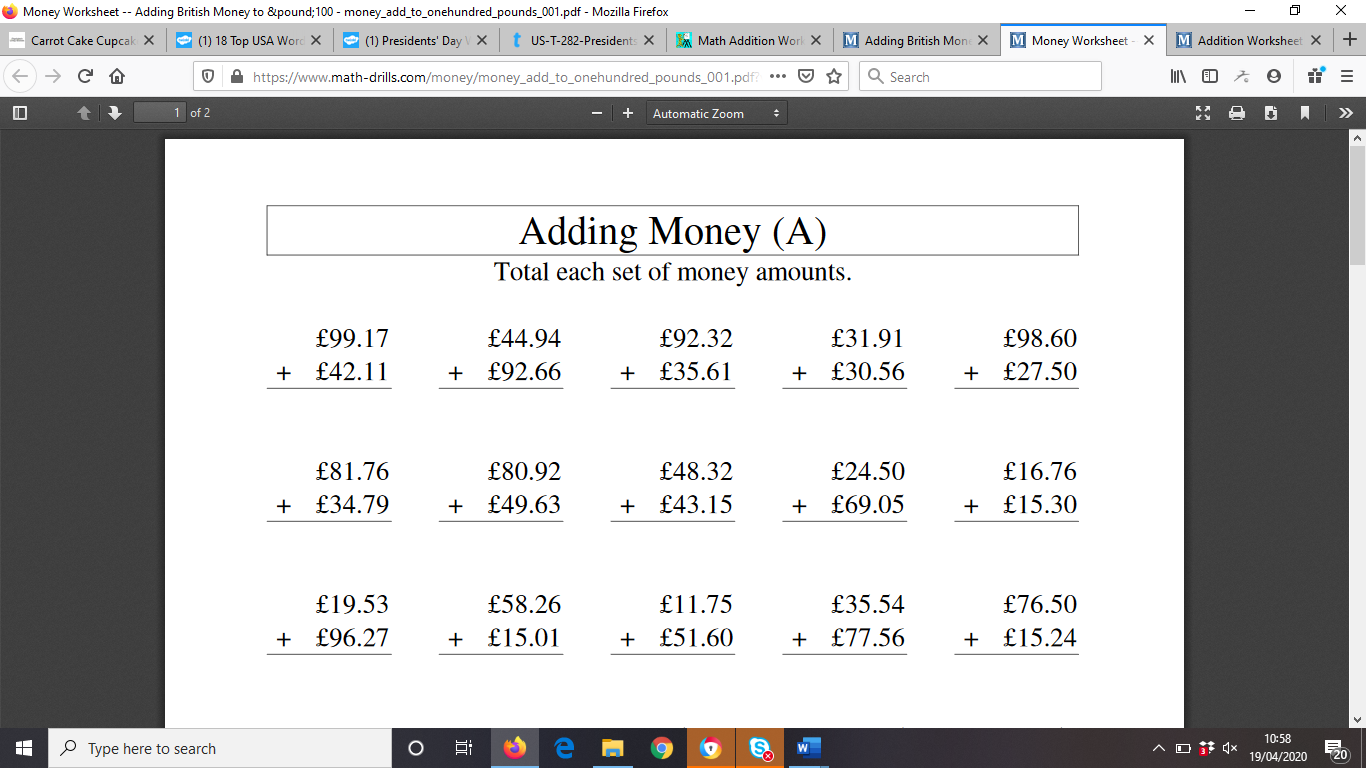 Money Worksheet -- Adding British Money to &pound;100 - money_add_to_onehundred_pounds_001.pdf - Mozilla Firefox
Carrot Cake Cupcak (1) 18 Top USA Word (1) Presidents' Day W US-T-282-Presidents Math Addition Work Adding British Mone Money Worksheet - Addition Worksheet
https://www.math-drills.com/money/money_add_to_onehundred_pounds_001.pdf? Search
1 of 2 Automatic Zoom
Adding Money (A)
Total each set of money amounts.
£99.17 £44.94 £92.32 £31.91 £98.60
+ £42.11 + £92.66 + £35.61 + £30.56 + £27.50
£81.76 £80.92 £48.32 £24.50 £16.76
+ £34.79 + £49.63 + £43.15 + £69.05 + £15.30
£19.53 £58.26 £11.75 £35.54 £76.50
+ £96.27 + £15.01 + £51.60 + £77.56 + £15.24
Type here to search
10:58
19/04/2020
20